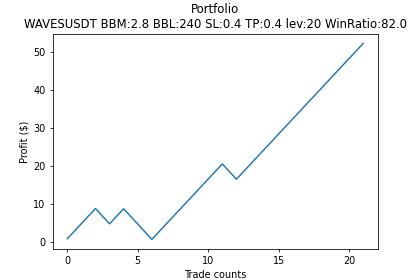 Portfolio
WAVESUSDT BBM:2.8 BBL:240 SL:0.4 TP:0.4 lev:20 WinRatio:82.0
50
40
30
20
10
0
Profit ($)
0 5 10 15 20
Trade counts